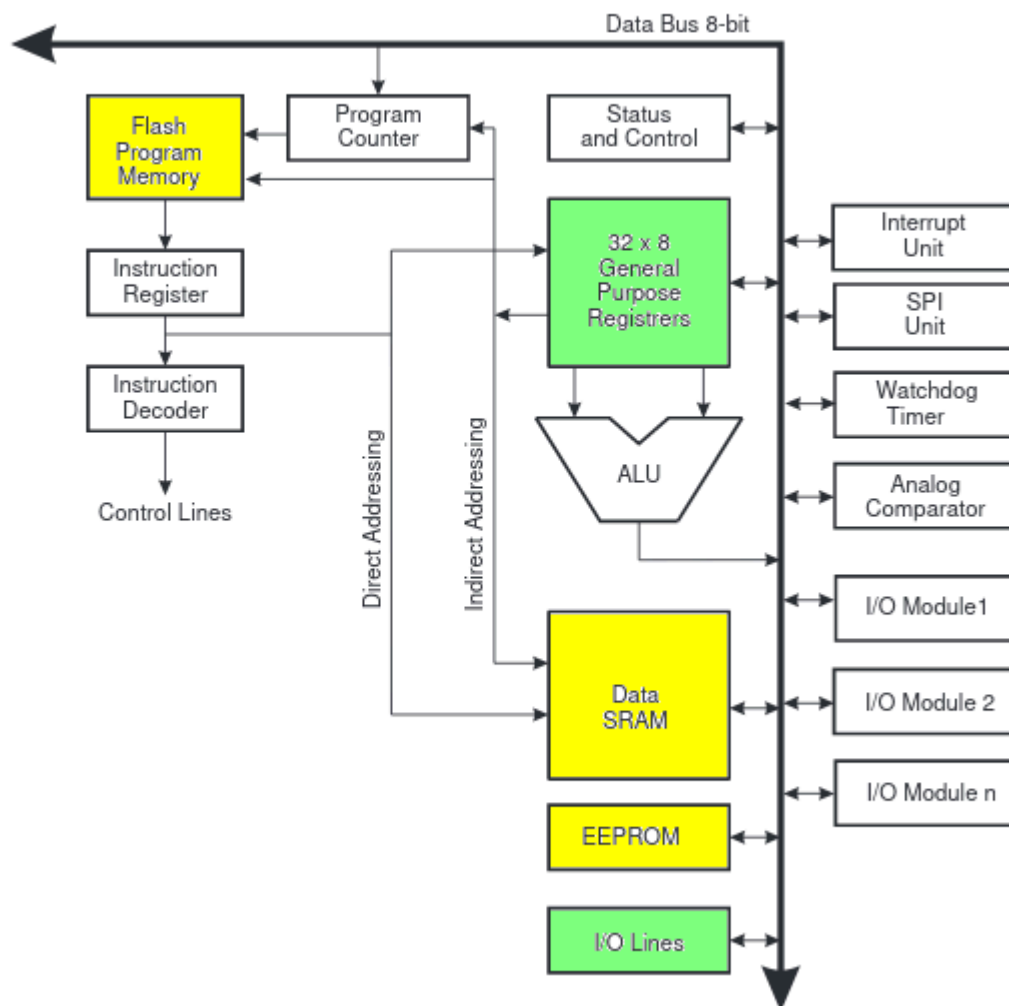 Data Bus 8-bit
Flash
Program
Memory
Program
Counter
Status
and Control
Interrupt
Unit
32 x 8
General
Purpose
Registrers
Instruction
Register
SPI
Unit
Instruction
Decoder
Watchdog
Timer
ALU
Analog
Comparator
Control Lines
Direct Addressing
Indirect Addressing
I/O Module1
Data
SRAM
I/O Module 2
I/O Module n
EEPROM
I/O Lines